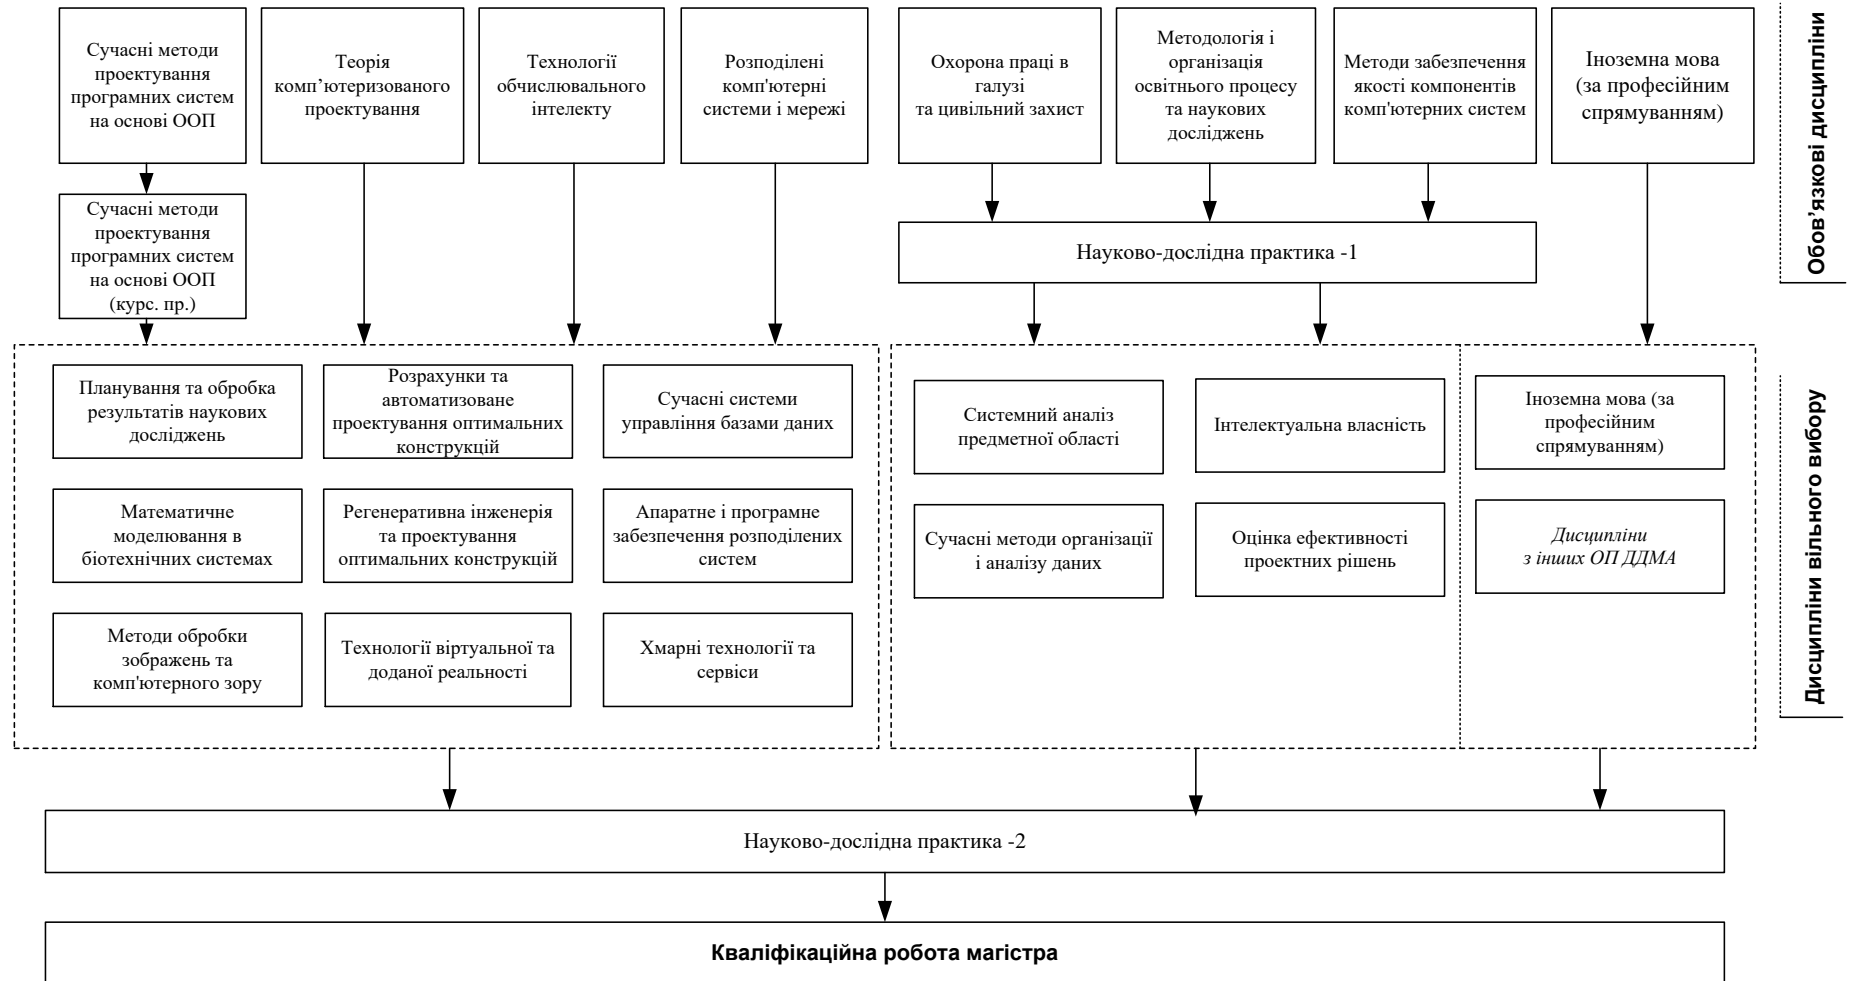 Сучасні методи
проектування
програмних систем
на основі ООП
Теорія
комп’ютеризованого
проектування
Технології
обчислювального
інтелекту
Розподілені
комп'ютерні
системи і мережі
Охорона праці в
галузі
та цивільний захист
Методологія і
організація
освітнього процесу
та наукових
досліджень
Методи забезпечення
якості компонентів
комп'ютерних систем
Іноземна мова
(за професійним
спрямуванням)
Обов’язкові дисципліни
Сучасні методи
проектування
програмних систем
на основі ООП
(курс. пр.)
Науково-дослідна практика -1
Планування та обробка
результатів наукових
досліджень
Розрахунки та
автоматизоване
проектування оптимальних
конструкцій
Сучасні системи
управління базами даних
Системний аналіз
предметної області
Інтелектуальна власність
Іноземна мова (за
професійним
спрямуванням)
Дисципліни вільного вибору
Математичне
моделювання в
біотехнічних системах
Регенеративна інженерія
та проектування
оптимальних конструкцій
Апаратне і програмне
забезпечення розподілених
систем
Сучасні методи організації
і аналізу даних
Оцінка ефективності
проектних рішень
Дисципліни
з інших ОП ДДМА
Методи обробки
зображень та
комп'ютерного зору
Технології віртуальної та
доданої реальності
Хмарні технології та
сервіси
Науково-дослідна практика -2
Кваліфікаційна робота магістра